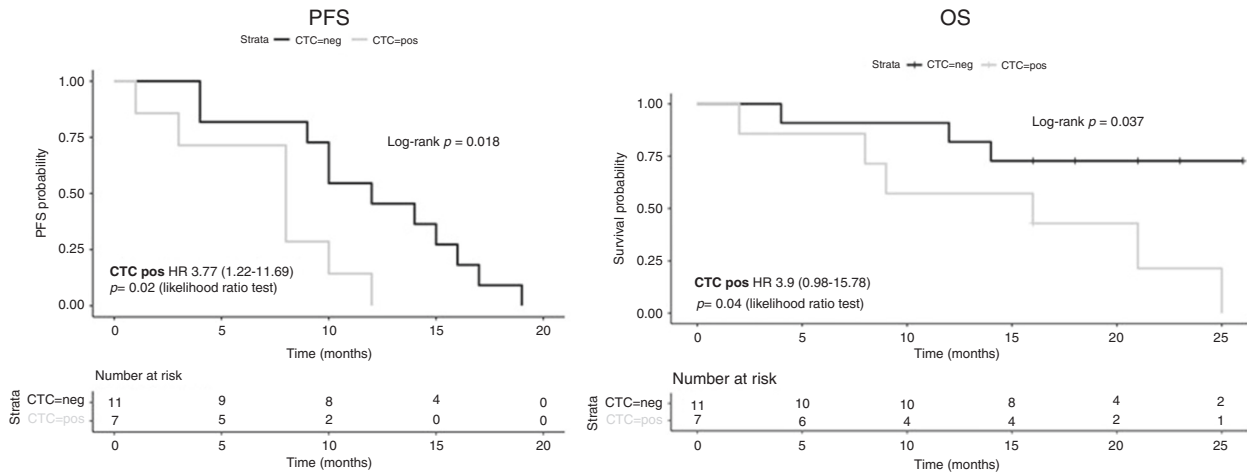 PFS
Strata CTC=neg CTC=pos
1.00
0.75
0.50
0.25
0.00
PFS probability
Log-rank p = 0.018
CTC pos HR 3.77 (1.22-11.69)
p= 0.02 (likelihood ratio test)
0 5 10 15 20
Time (months)
Number at risk
Strata
CTC=neg 11 9 8 4 0
CTC=pos 7 5 2 0 0
0 5 10 15 20
Time (months)
OS
Strata CTC=neg CTC=pos
1.00
0.75
0.50
0.25
0.00
Survival probability
Log-rank p = 0.037
CTC pos HR 3.9 (0.98-15.78)
p= 0.04 (likelihood ratio test)
0 5 10 15 20 25
Time (months)
Number at risk
Strata
CTC=neg 11 10 10 8 4 2
CTC=pos 7 6 4 4 2 1
0 5 10 15 20 25
Time (months)